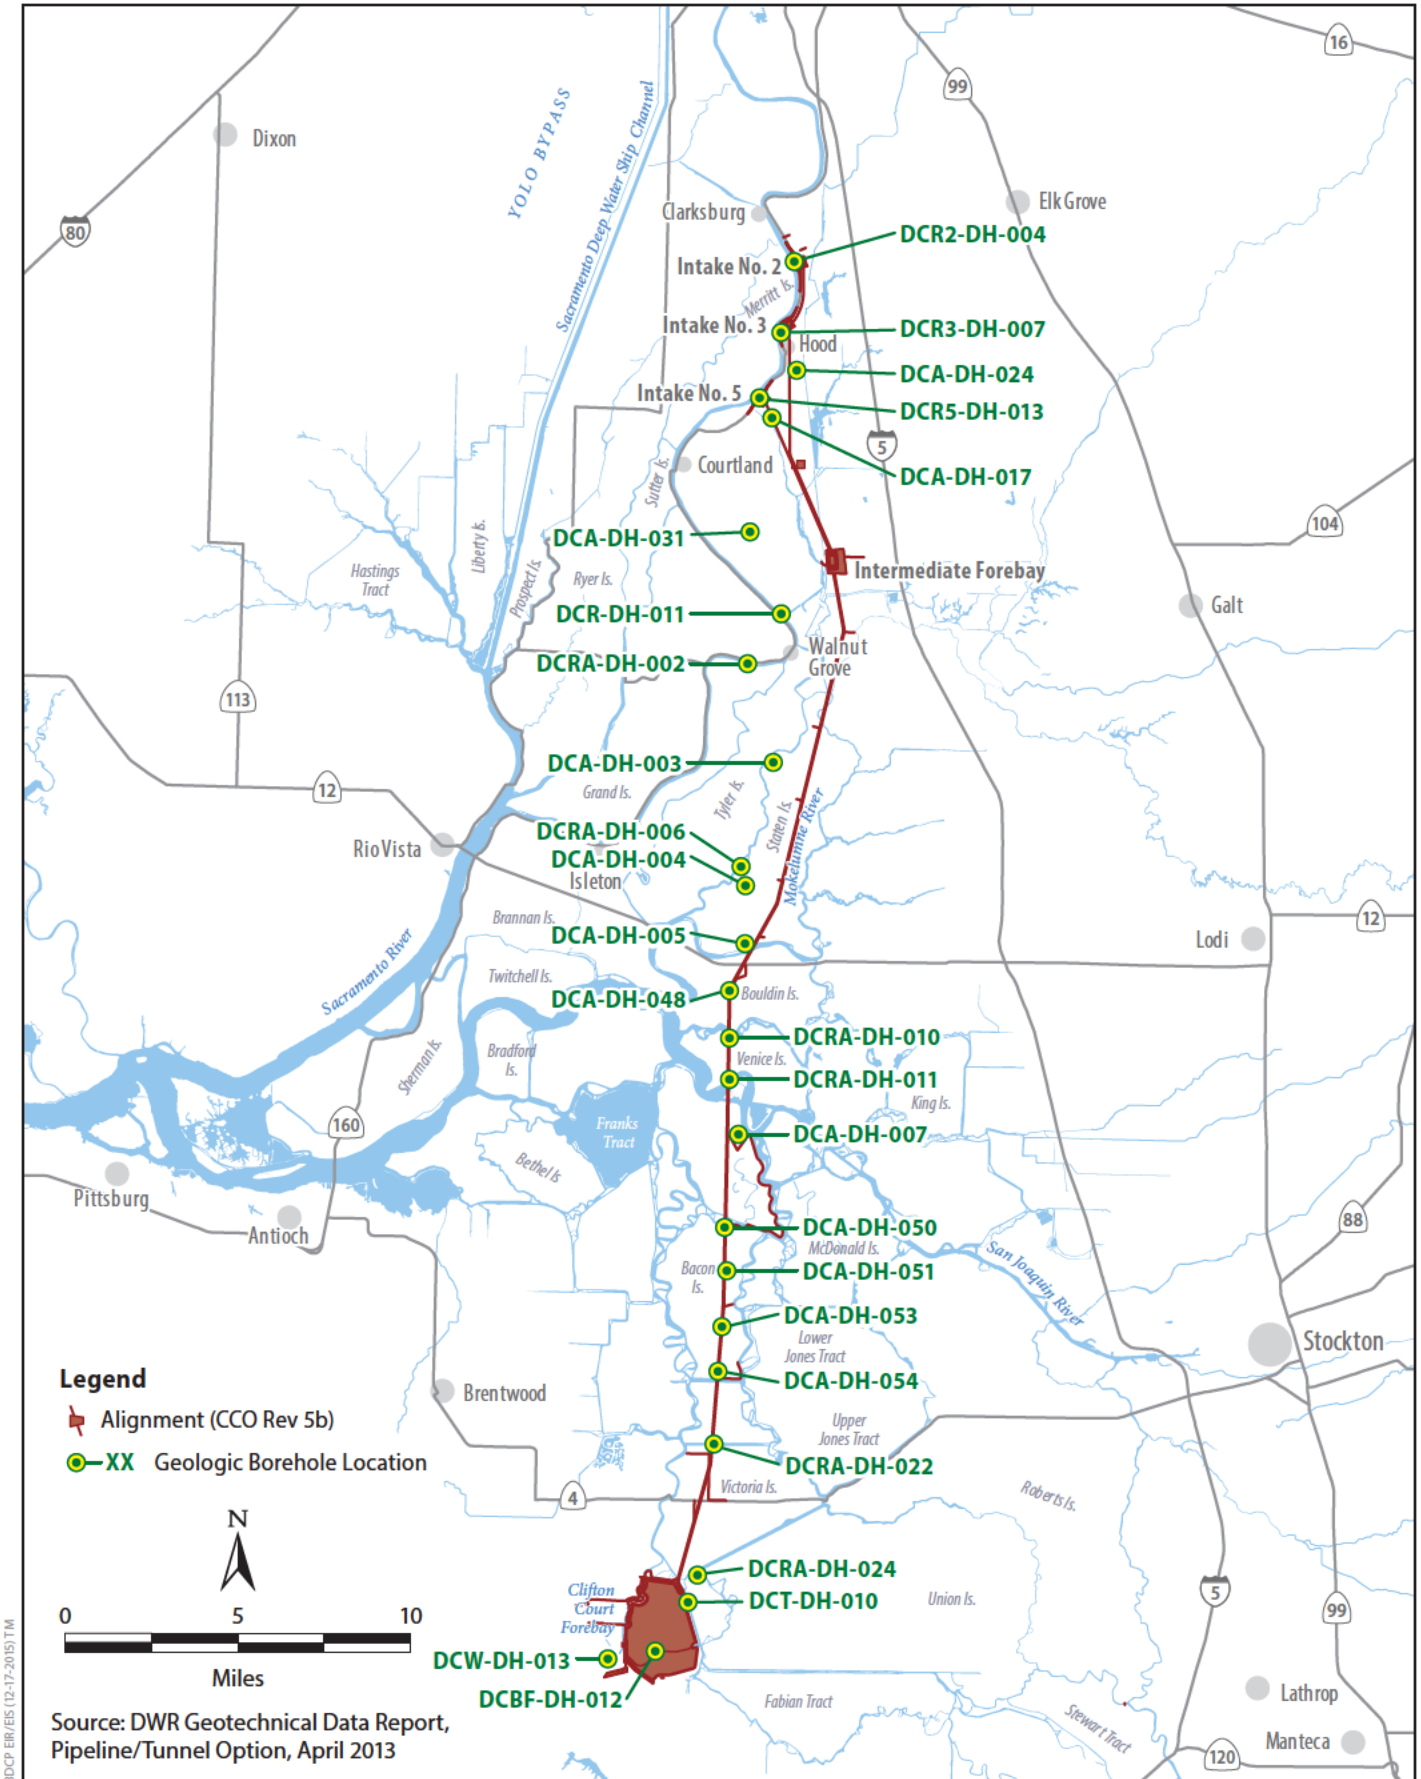 16
99
Dixon
YOLO BYPASS
Sacramento Deep Water Ship Channel
Elk Grove
80
Clarksburg
DCR2-DH-004
Intake No. 2
Merritt Is.
Intake No. 3
DCR3-DH-007
Hood
DCA-DH-024
Intake No. 5
DCR5-DH-013
5
Courtland
Sutter Is.
DCA-DH-017
104
DCA-DH-031
Liberty Is.
Hastings
Tract
Prospect Is.
Ryer Is.
Intermediate Forebay
Galt
DCR-DH-011
Walnut
Grove
DCRA-DH-002
113
DCA-DH-003
12
Grand Is.
Tyler Is.
Staten Is.
Mokelumne River
DCRA-DH-006
Rio Vista
DCA-DH-004
Isleton
Brannan Is.
12
DCA-DH-005
Lodi
Sacramento River
Twitchell Is.
DCA-DH-048
Bouldin Is.
DCRA-DH-010
Sherman Is.
Bradford
Is.
Venice Is.
DCRA-DH-011
King Is.
160
Franks
Tract
DCA-DH-007
Bethel Is
Pittsburg
Antioch
88
DCA-DH-050
McDonald Is.
San Joaquin River
Bacon
Is.
DCA-DH-051
DCA-DH-053
Lower
Jones Tract
Stockton
DCA-DH-054
Legend
Brentwood
Alignment (CCO Rev 5b)
Upper
Jones Tract
XX Geologic Borehole Location
DCRA-DH-022
Victoria Is.
4
Roberts Is.
N
DCRA-DH-024
Clifton
Court
Forebay
DCT-DH-010
Union Is.
5
99
0 5 10
Miles
DCW-DH-013
DCBF-DH-012
Lathrop
Fabian Tract
Stewart Tract
Manteca
120
Source: DWR Geotechnical Data Report,
Pipeline/Tunnel Option, April 2013
BDCP EIR/EIS (12-17-2015) TM